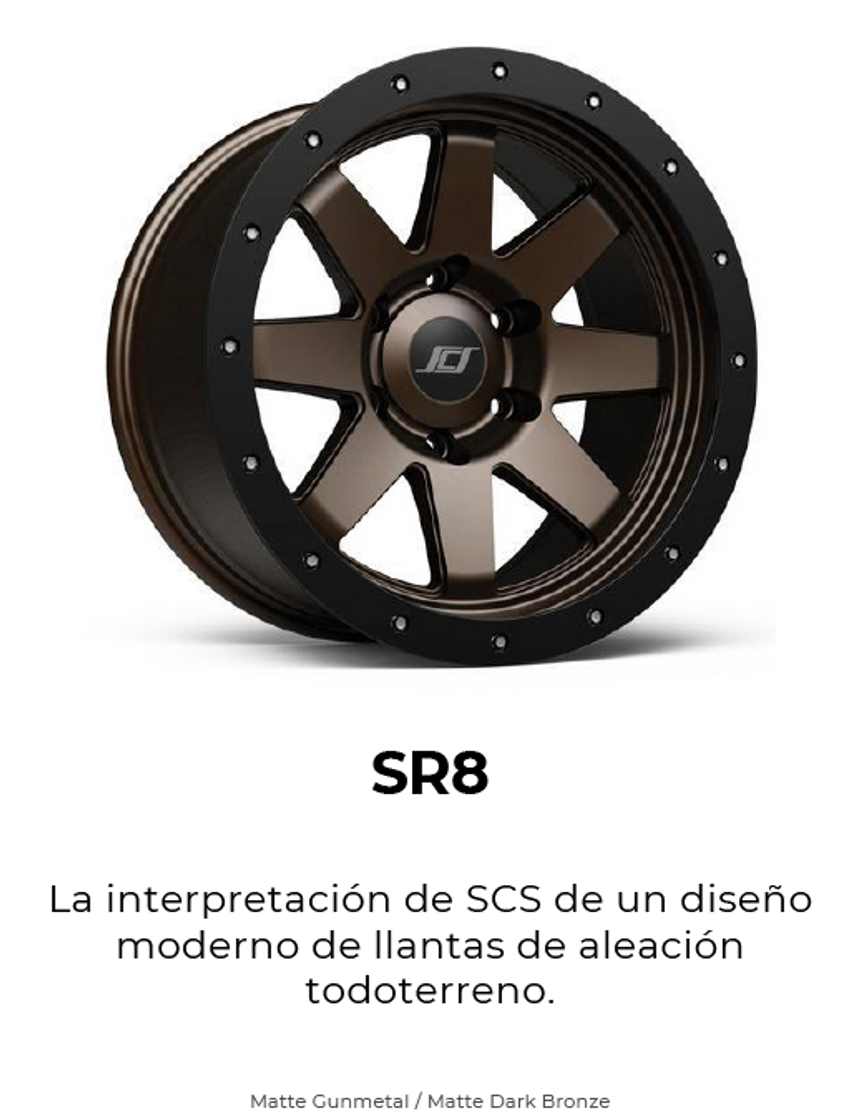 SCS
SR8
La interpretación de SCS de un diseño
moderno de llantas de aleación
todoterreno.
Matte Gunmetal / Matte Dark Bronze